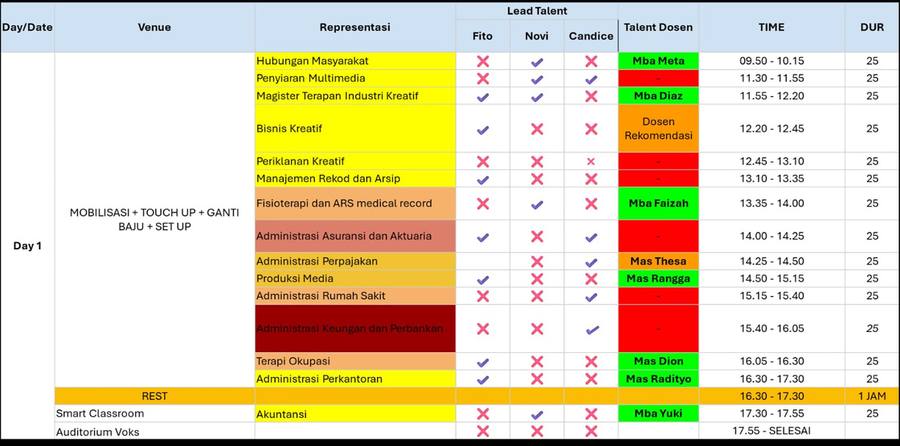 Day/Date Venue Representasi Lead Talent Talent Dosen TIME DUR
Fito Novi Candice
Day 1
MOBILISASI + TOUCH UP + GANTI
BAJU + SET UP
Hubungan Masyarakat ❌ ✓ ❌ Mba Meta 09.50 - 10.15 25
Penyiaran Multimedia ❌ ✓ ✓ - 11.30 - 11.55 25
Magister Terapan Industri Kreatif ✓ ✓ ❌ Mba Diaz 11.55 - 12.20 25
Bisnis Kreatif ✓ ❌ ❌ Dosen
Rekomendasi 12.20 - 12.45 25
Periklanan Kreatif ❌ ❌ ❌ - 12.45 - 13.10 25
Manajemen Rekod dan Arsip ✓ ❌ ❌ - 13.10 - 13.35 25
Fisioterapi dan ARS medical record ❌ ✓ ❌ Mba Faizah 13.35 - 14.00 25
Administrasi Asuransi dan Aktuaria ✓ ❌ ✓ - 14.00 - 14.25 25
Administrasi Perpajakan ❌ ✓ Mas Thesa 14.25 - 14.50 25
Produksi Media ✓ ❌ ❌ Mas Rangga 14.50 - 15.15 25
Administrasi Rumah Sakit ❌ ❌ ✓ - 15.15 - 15.40 25
Administrasi Keungan dan Perbankan ❌ ❌ ✓ - 15.40 - 16.05 25
Terapi Okupasi ✓ ❌ ❌ Mas Dion 16.05 - 16.30 25
Administrasi Perkantoran ✓ ❌ ❌ Mas Radityo 16.30 - 17.30 25
REST 16.30 - 17.30 1 JAM
Smart Classroom Akuntansi ❌ ✓ ❌ Mba Yuki 17.30 - 17.55 25
Auditorium Voks ❌ ❌ ❌ 17.55 - SELESAI